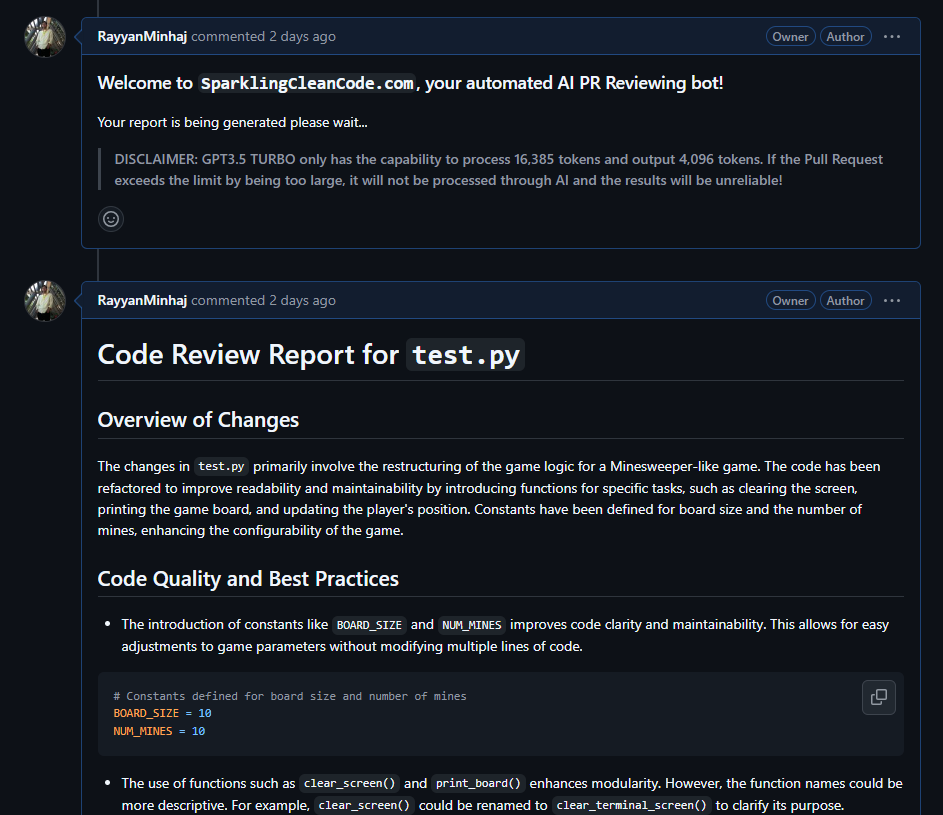 RayyanMinhaj commented 2 days ago Owner Author
Welcome to SparklingCleanCode.com, your automated AI PR Reviewing bot!
Your report is being generated please wait...
DISCLAIMER: GPT3.5 TURBO only has the capability to process 16,385 tokens and output 4,096 tokens. If the Pull Request
exceeds the limit by being too large, it will not be processed through AI and the results will be unreliable!
RayyanMinhaj commented 2 days ago Owner Author
Code Review Report for test.py
Overview of Changes
The changes in test.py primarily involve the restructuring of the game logic for a Minesweeper-like game. The code has been
refactored to improve readability and maintainability by introducing functions for specific tasks, such as clearing the screen,
printing the game board, and updating the player's position. Constants have been defined for board size and the number of
mines, enhancing the configurability of the game.
Code Quality and Best Practices
• The introduction of constants like BOARD_SIZE and NUM_MINES improves code clarity and maintainability. This allows for easy
adjustments to game parameters without modifying multiple lines of code.
# Constants defined for board size and number of mines
BOARD_SIZE = 10
NUM_MINES = 10
• The use of functions such as clear_screen() and print_board() enhances modularity. However, the function names could be
more descriptive. For example, clear_screen() could be renamed to clear_terminal_screen() to clarify its purpose.